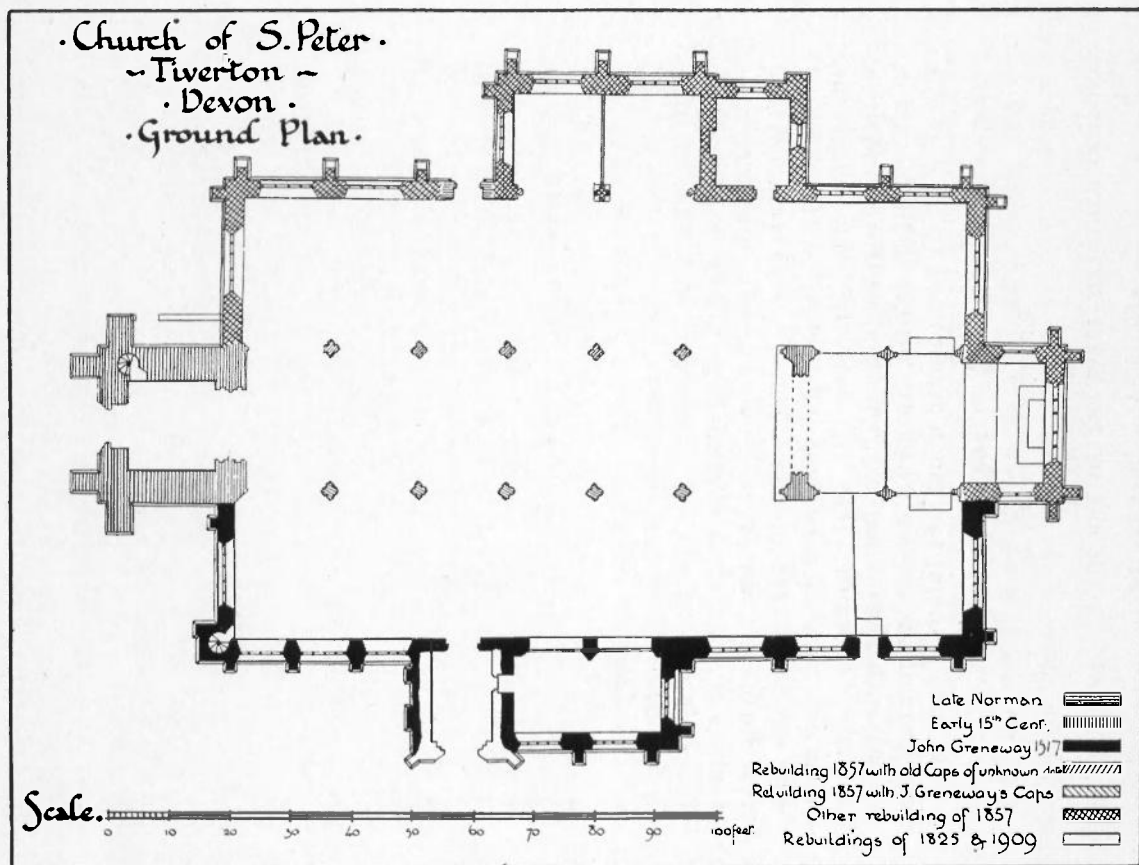 · Church of S. Peter ·
~ Tiverton ~
· Devon ·
· Ground Plan ·
Late Norman
Early 15th Cent.
John Greneway 1517
Rebuilding 1857 with old Caps of unknown
Rebuilding 1857 with J. Greneway's Caps
Other rebuilding of 1857
Rebuildings of 1825 & 1909
Scale.
0 10 20 30 40 50 60 70 80 90 100 feet.